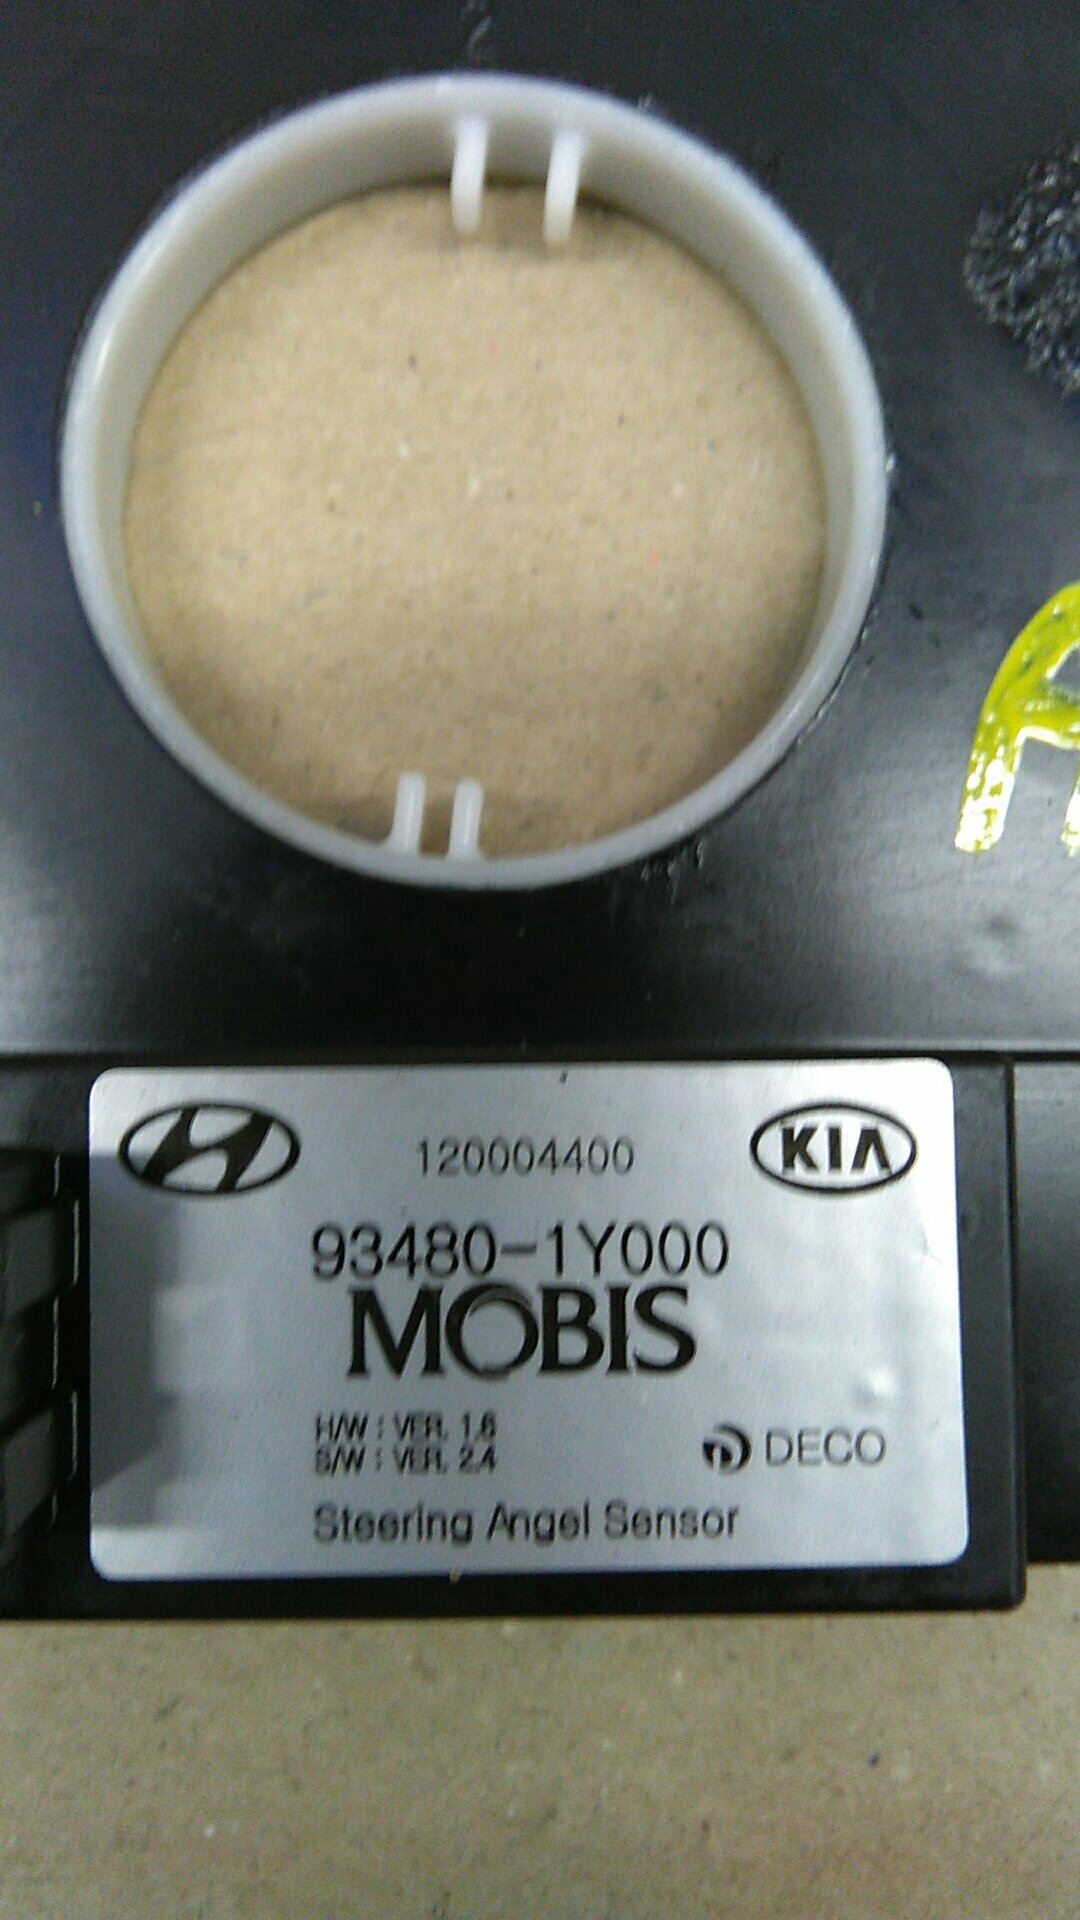 120004400
KIA
93480-1Y000
MOBIS
H/W : VER. 1.6
S/W : VER. 2.4
DECO
Steering Angel Sensor